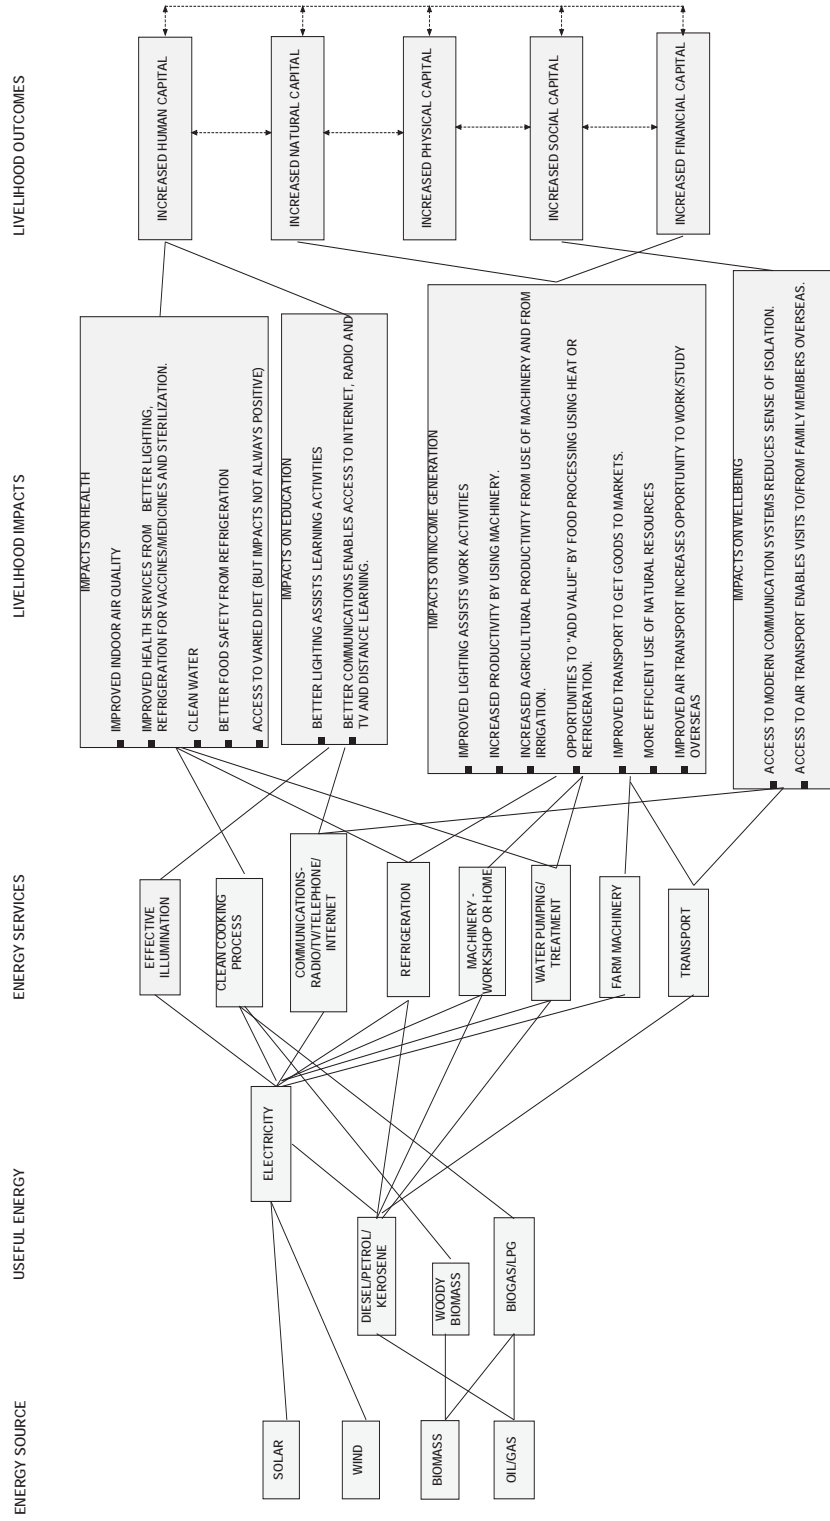 ENERGY SOURCE
USEFUL ENERGY
ENERGY SERVICES
LIVELIHOOD IMPACTS
LIVELIHOOD OUTCOMES
SOLAR
WIND
BIOMASS
OIL/GAS
ELECTRICITY
DIESEL/PETROL/
KEROSENE
WOODY
BIOMASS
BIOGAS/LPG
EFFECTIVE
ILLUMINATION
CLEAN COOKING
PROCESS
COMMUNICATIONS-
RADIO/TV/TELEPHONE/
INTERNET
REFRIGERATION
MACHINERY -
WORKSHOP OR HOME
WATER PUMPING/
TREATMENT
FARM MACHINERY
TRANSPORT
IMPACTS ON HEALTH
IMPROVED INDOOR AIR QUALITY
IMPROVED HEALTH SERVICES FROM BETTER LIGHTING,
REFRIGERATION FOR VACCINES/MEDICINES AND STERILIZATION.
CLEAN WATER
BETTER FOOD SAFETY FROM REFRIGERATION
ACCESS TO VARIED DIET (BUT IMPACTS NOT ALWAYS POSITIVE)
IMPACTS ON EDUCATION
BETTER LIGHTING ASSISTS LEARNING ACTIVITIES
BETTER COMMUNICATIONS ENABLES ACCESS TO INTERNET, RADIO AND
TV AND DISTANCE LEARNING.
IMPACTS ON INCOME GENERATION
IMPROVED LIGHTING ASSISTS WORK ACTIVITIES
INCREASED PRODUCTIVITY BY USING MACHINERY.
INCREASED AGRICULTURAL PRODUCTIVITY FROM USE OF MACHINERY AND FROM
IRRIGATION.
OPPORTUNITIES TO "ADD VALUE" BY FOOD PROCESSING USING HEAT OR
REFRIGERATION.
IMPROVED TRANSPORT TO GET GOODS TO MARKETS.
MORE EFFICIENT USE OF NATURAL RESOURCES
IMPROVED AIR TRANSPORT INCREASES OPPORTUNITY TO WORK/STUDY
OVERSEAS
IMPACTS ON WELLBEING
ACCESS TO MODERN COMMUNICATION SYSTEMS REDUCES SENSE OF ISOLATION.
ACCESS TO AIR TRANSPORT ENABLES VISITS TO/FROM FAMILY MEMBERS OVERSEAS.
INCREASED HUMAN CAPITAL
INCREASED NATURAL CAPITAL
INCREASED PHYSICAL CAPITAL
INCREASED SOCIAL CAPITAL
INCREASED FINANCIAL CAPITAL